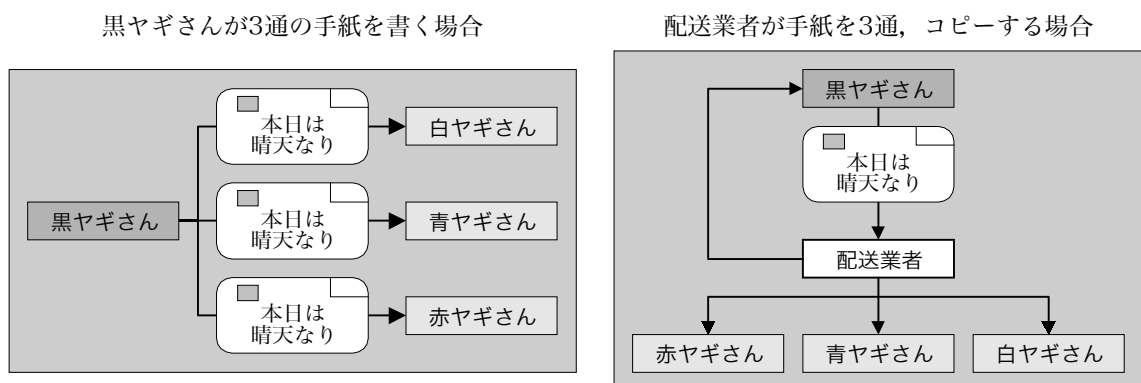 黒ヤギさんが3通の手紙を書く場合
本日は
晴天なり
白ヤギさん
黒ヤギさん
本日は
晴天なり
青ヤギさん
本日は
晴天なり
赤ヤギさん
配送業者が手紙を3通，コピーする場合
黒ヤギさん
本日は
晴天なり
配送業者
赤ヤギさん
青ヤギさん
白ヤギさん